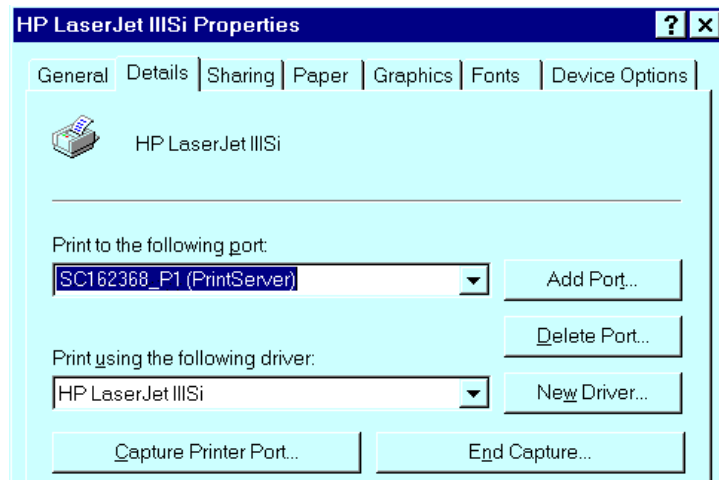 HP LaserJet IIISi Properties ? ×
General Details Sharing Paper Graphics Fonts Device Options
HP LaserJet IIISi
Print to the following port:
SC162368_P1 (PrintServer) Add Port...
Delete Port...
Print using the following driver:
HP LaserJet IIISi New Driver...
Capture Printer Port... End Capture...